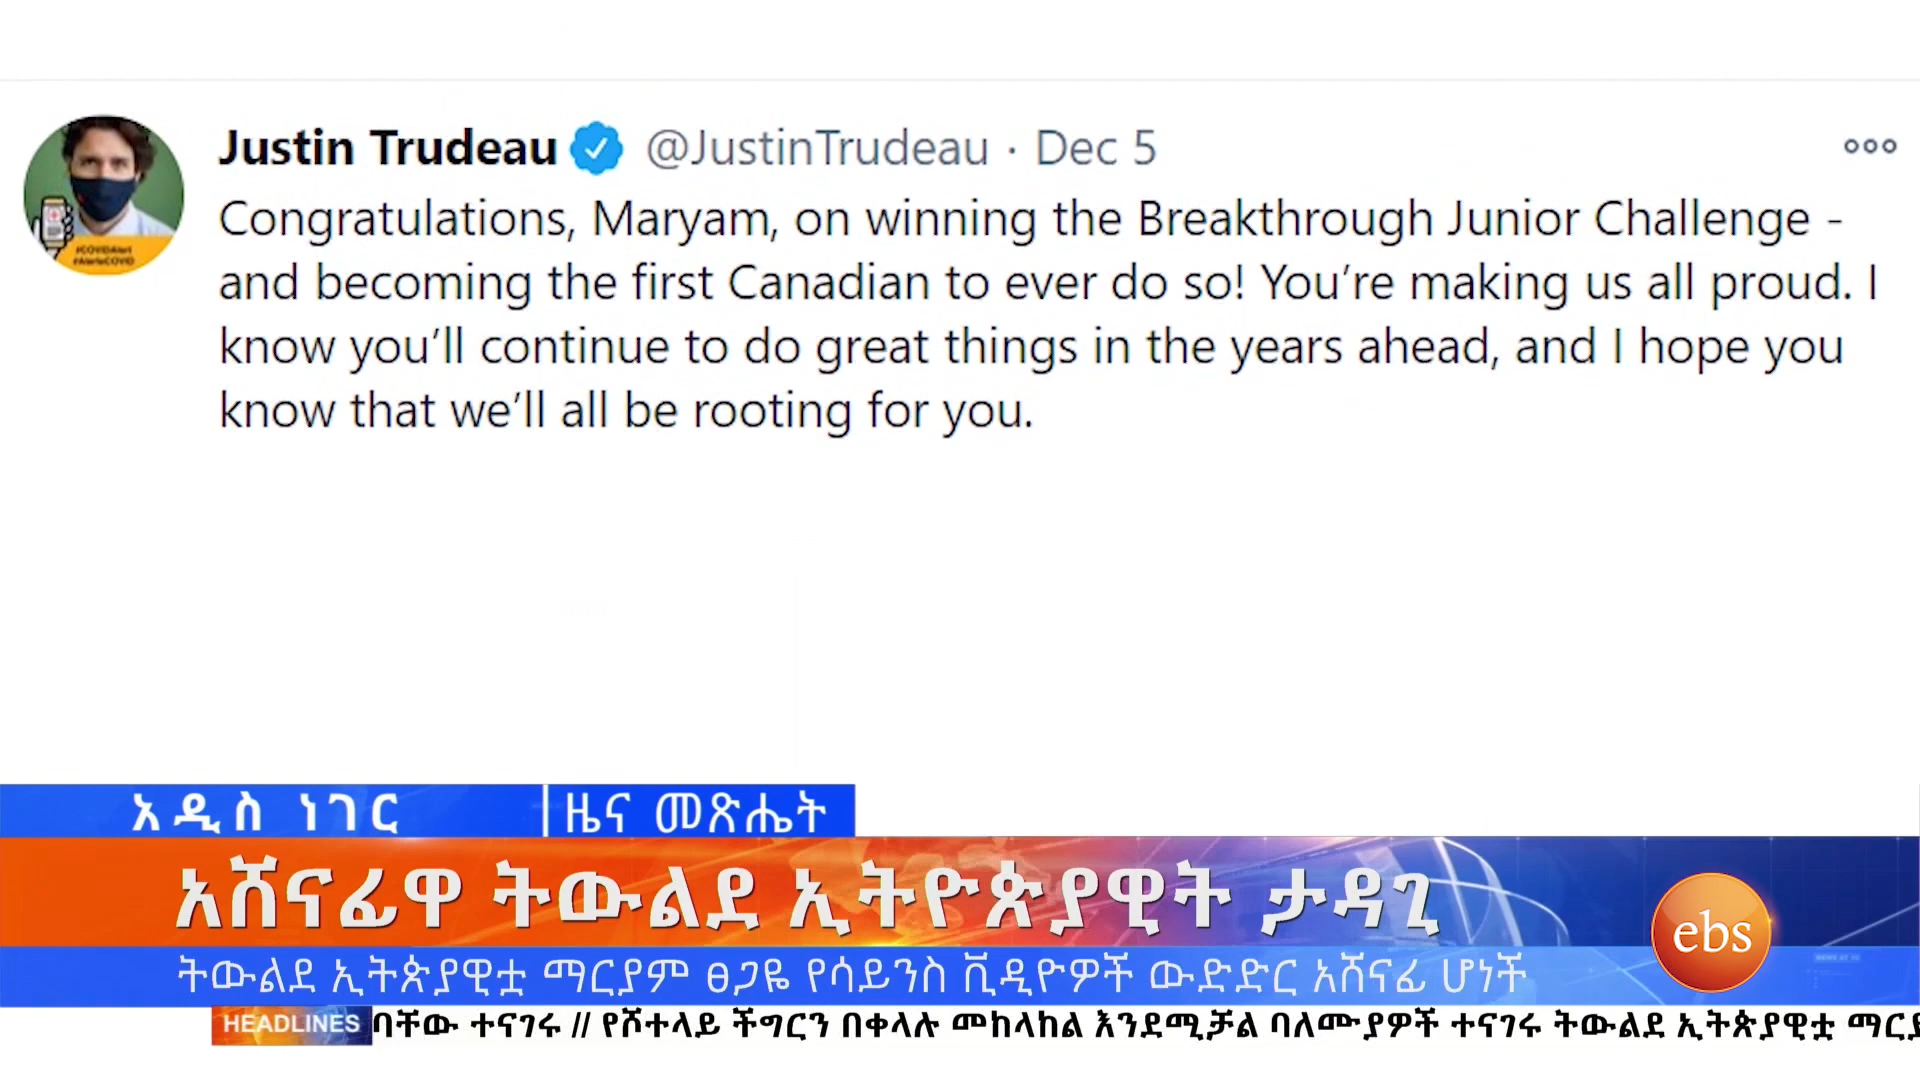 Justin Trudeau @JustinTrudeau · Dec 5
Congratulations, Maryam, on winning the Breakthrough Junior Challenge -
and becoming the first Canadian to ever do so! You’re making us all proud. I
know you’ll continue to do great things in the years ahead, and I hope you
know that we’ll all be rooting for you.
#COVIDAlert
#AlerteCOVID
አዲስ ነገር | ዜና መጽሔት
አሸናፊዋ ትውልደ ኢትዮጵያዊት ታዳጊ
ebs
ትውልደ ኢትጵያዊቷ ማርያም ፀጋዬ የሳይንስ ቪዲዮዎች ውድድር አሸናፊ ሆነች
HEADLINES ባቸው ተናገሩ // የሾተላይ ችግርን በቀላሉ መከላከል እንደሚቻል ባለሙያዎች ተናገሩ ትውልደ ኢትጵያዊቷ